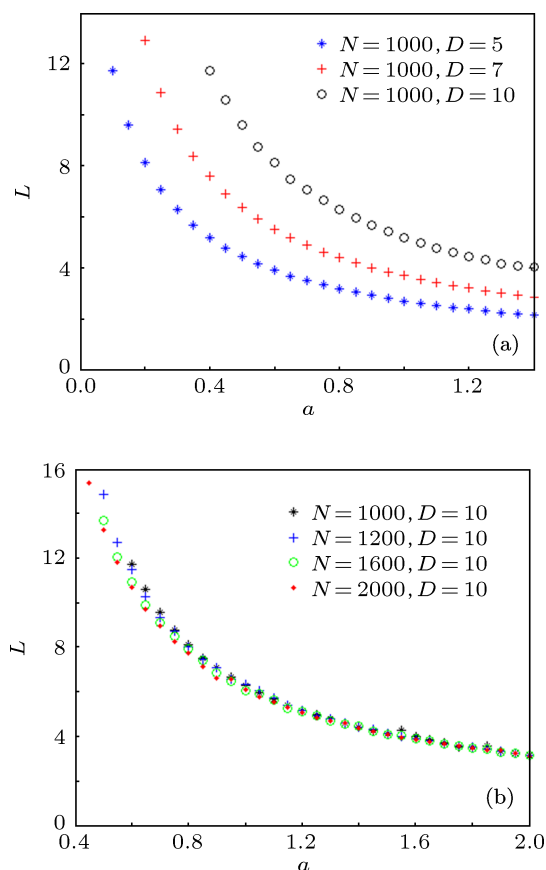 12
8
4
0
L
N=1000, D=5
N=1000, D=7
N=1000, D=10
(a)
0.0 0.4 0.8 1.2
a
16
12
8
4
0
L
N=1000, D=10
N=1200, D=10
N=1600, D=10
N=2000, D=10
(b)
0.4 0.8 1.2 1.6 2.0
a